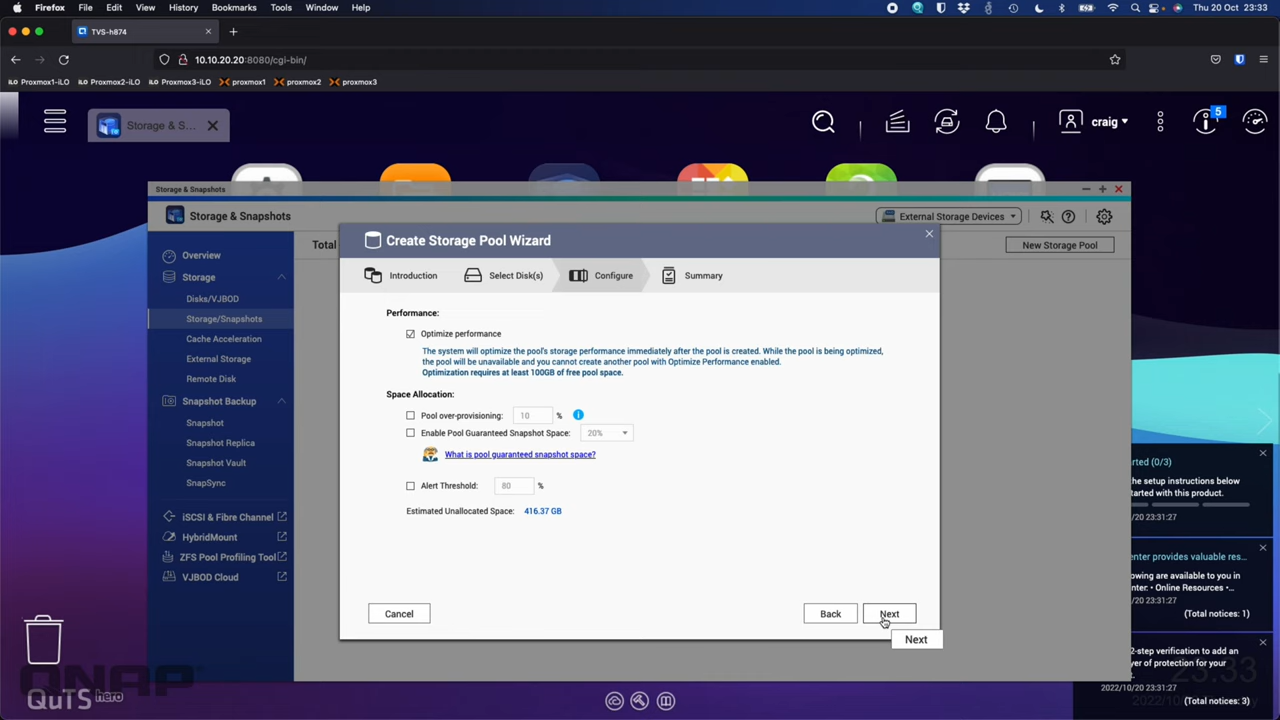 Firefox File Edit View History Bookmarks Tools Window Help
Thu 20 Oct 23:33
TVS-h874
10.10.20.20:8080/cgi-bin/
iLO Proxmox1-iLO iLO Proxmox2-iLO iLO Proxmox3-iLO proxmox1 proxmox2 proxmox3
Storage & S...
craig
5
Storage & Snapshots
Storage & Snapshots
External Storage Devices
Total
New Storage Pool
Overview
Storage
Disks/VJBOD
Storage/Snapshots
Cache Acceleration
External Storage
Remote Disk
Snapshot Backup
Snapshot
Snapshot Replica
Snapshot Vault
SnapSync
iSCSI & Fibre Channel
HybridMount
ZFS Pool Profiling Tool
VJBOD Cloud
Create Storage Pool Wizard
Introduction Select Disk(s) Configure Summary
Performance:
Optimize performance
The system will optimize the pool's storage performance immediately after the pool is created. While the pool is being optimized,
the pool will be unavailable and you cannot create another pool with Optimize Performance enabled.
Optimization requires at least 100GB of free pool space.
Space Allocation:
Pool over-provisioning: 10 %
Enable Pool Guaranteed Snapshot Space: 20%
What is pool guaranteed snapshot space?
Alert Threshold: 80 %
Estimated Unallocated Space: 416.37 GB
Cancel
Back
Next
Next
rted (0/3)
the setup instructions below
started with this product.
/20 23:31:27
enter provides valuable res...
owing are available to you in
enter: • Online Resources •...
/20 23:31:27
(Total notices: 1)
2-step verification to add an
yer of protection for your
...
2022/10/20 23:31:27
(Total notices: 3)
23:33
QNAP
QuTS hero